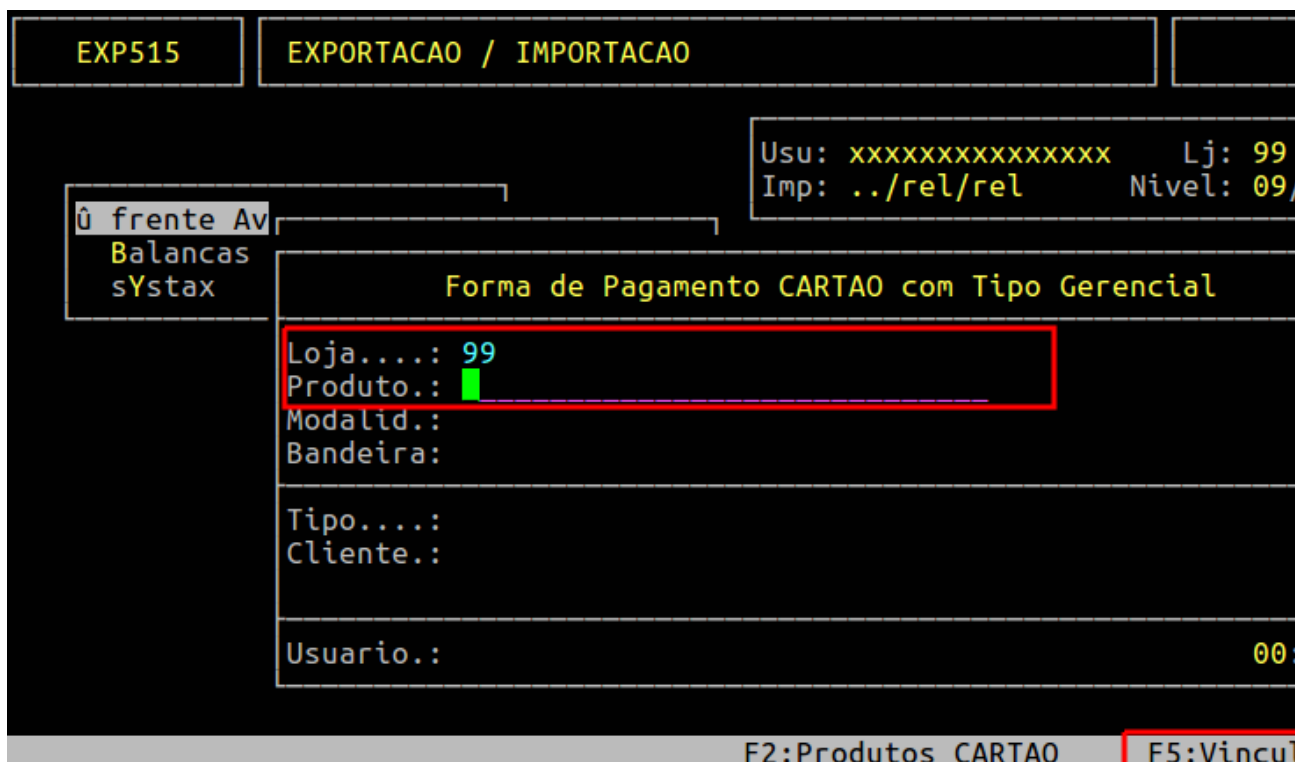 EXP515 EXPORTACAO / IMPORTACAO
Usu: xxxxxxxxxxxxxxx Lj: 99
Imp: ../rel/rel Nivel: 09/
û frente Av
Balancas
sYstax
Forma de Pagamento CARTAO com Tipo Gerencial
Loja....: 99
Produto.:
Modalid.:
Bandeira:
Tipo....:
Cliente.:
Usuario.: 00:
F2:Produtos CARTAO F5:Vincul